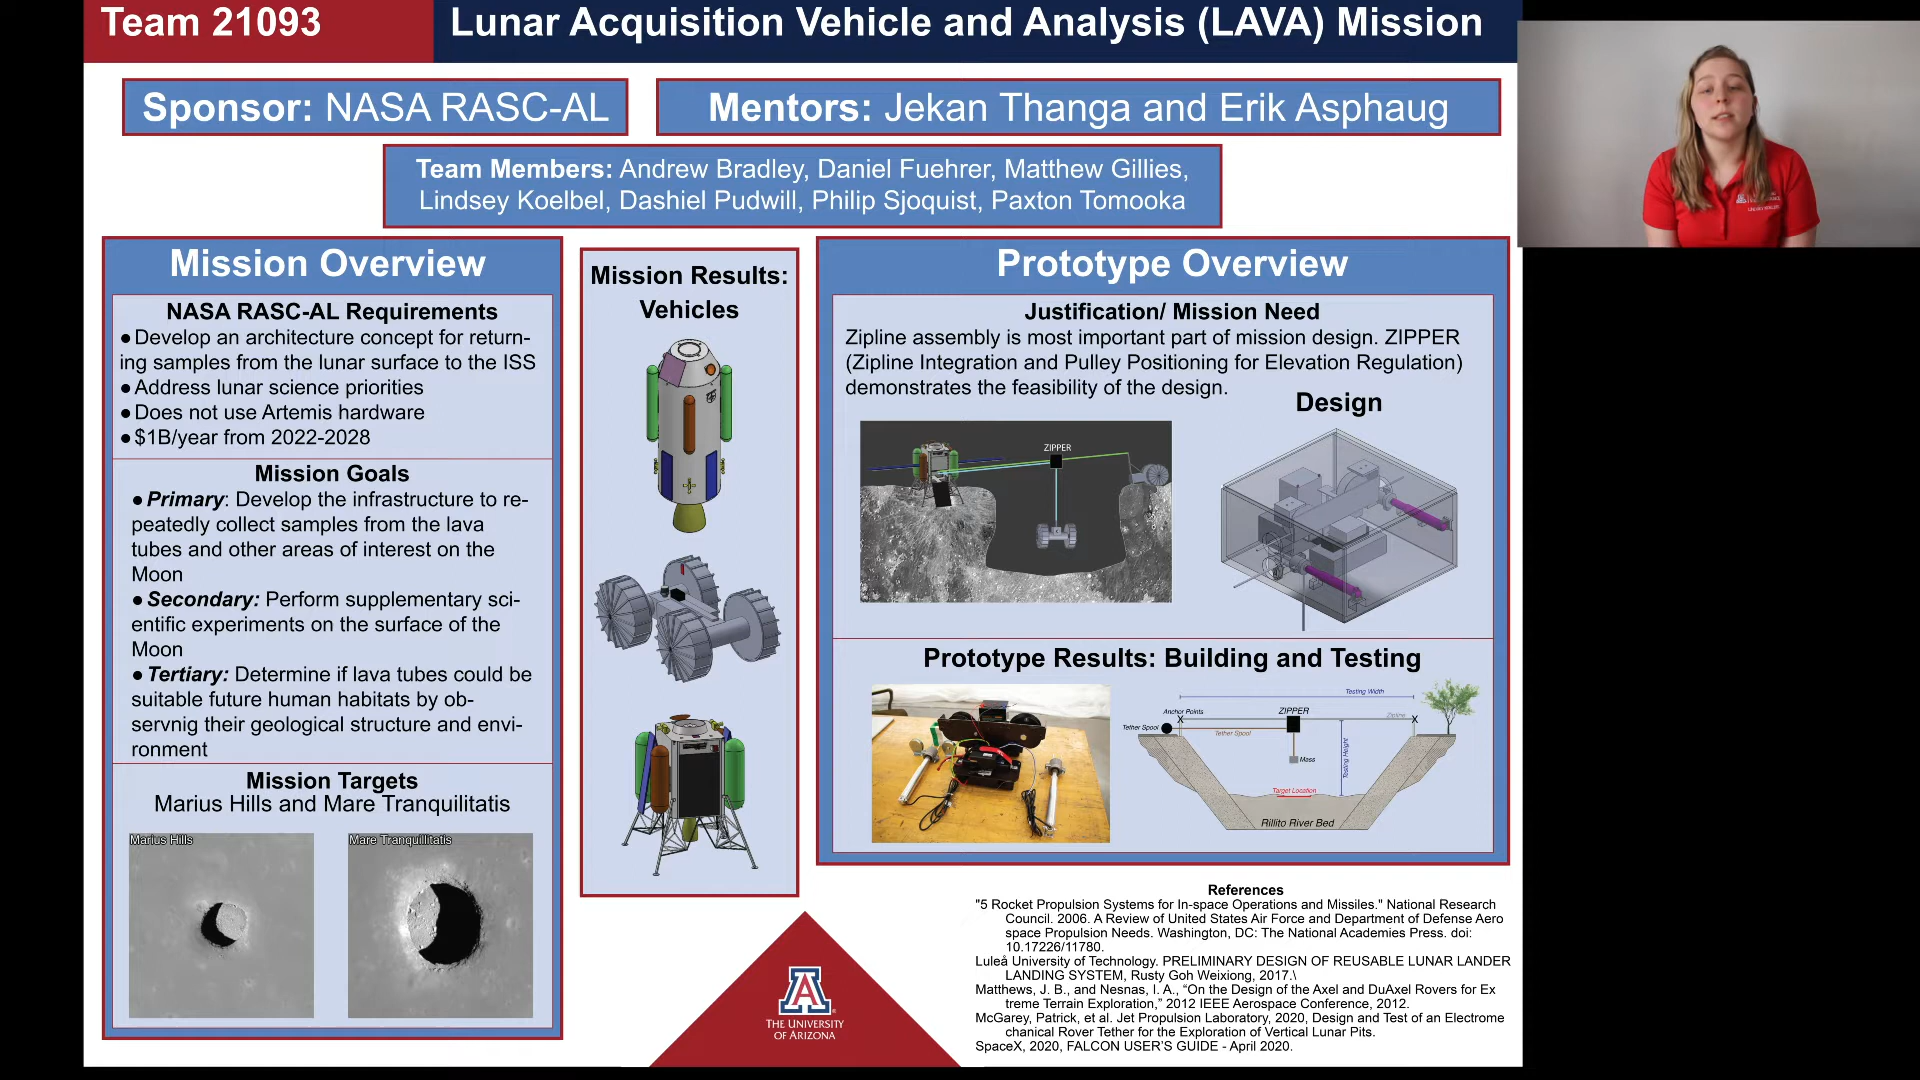 Team 21093
Lunar Acquisition Vehicle and Analysis (LAVA) Mission
Sponsor: NASA RASC-AL
Mentors: Jekan Thanga and Erik Asphaug
Team Members: Andrew Bradley, Daniel Fuehrer, Matthew Gillies,
Lindsey Koelbel, Dashiel Pudwill, Philip Sjoquist, Paxton Tomooka
Mission Overview
NASA RASC-AL Requirements
●Develop an architecture concept for return-
ing samples from the lunar surface to the ISS
●Address lunar science priorities
●Does not use Artemis hardware
●$1B/year from 2022-2028
Mission Goals
●Primary: Develop the infrastructure to re-
peatedly collect samples from the lava
tubes and other areas of interest on the
Moon
●Secondary: Perform supplementary sci-
entific experiments on the surface of the
Moon
●Tertiary: Determine if lava tubes could be
suitable future human habitats by ob-
servnig their geological structure and envi-
ronment
Mission Targets
Marius Hills and Mare Tranquilitatis
Marius Hills
Mare Tranquillitatis
Mission Results:
Vehicles
Prototype Overview
Justification/ Mission Need
Zipline assembly is most important part of mission design. ZIPPER
(Zipline Integration and Pulley Positioning for Elevation Regulation)
demonstrates the feasibility of the design.
Design
ZIPPER
Prototype Results: Building and Testing
Testing Width
Anchor Points
ZIPPER
Zipline
Tether Spool
Tether Spool
Mass
Testing Height
Target Location
Rillito River Bed
References
"5 Rocket Propulsion Systems for In-space Operations and Missiles." National Research
Council. 2006. A Review of United States Air Force and Department of Defense Aero
space Propulsion Needs. Washington, DC: The National Academies Press. doi:
10.17226/11780.
Luleå University of Technology. PRELIMINARY DESIGN OF REUSABLE LUNAR LANDER
LANDING SYSTEM, Rusty Goh Weixiong, 2017.\
Matthews, J. B., and Nesnas, I. A., “On the Design of the Axel and DuAxel Rovers for Ex
treme Terrain Exploration,” 2012 IEEE Aerospace Conference, 2012.
McGarey, Patrick, et al. Jet Propulsion Laboratory, 2020, Design and Test of an Electrome
chanical Rover Tether for the Exploration of Vertical Lunar Pits.
SpaceX, 2020, FALCON USER’S GUIDE - April 2020.
A
THE UNIVERSITY
OF ARIZONA